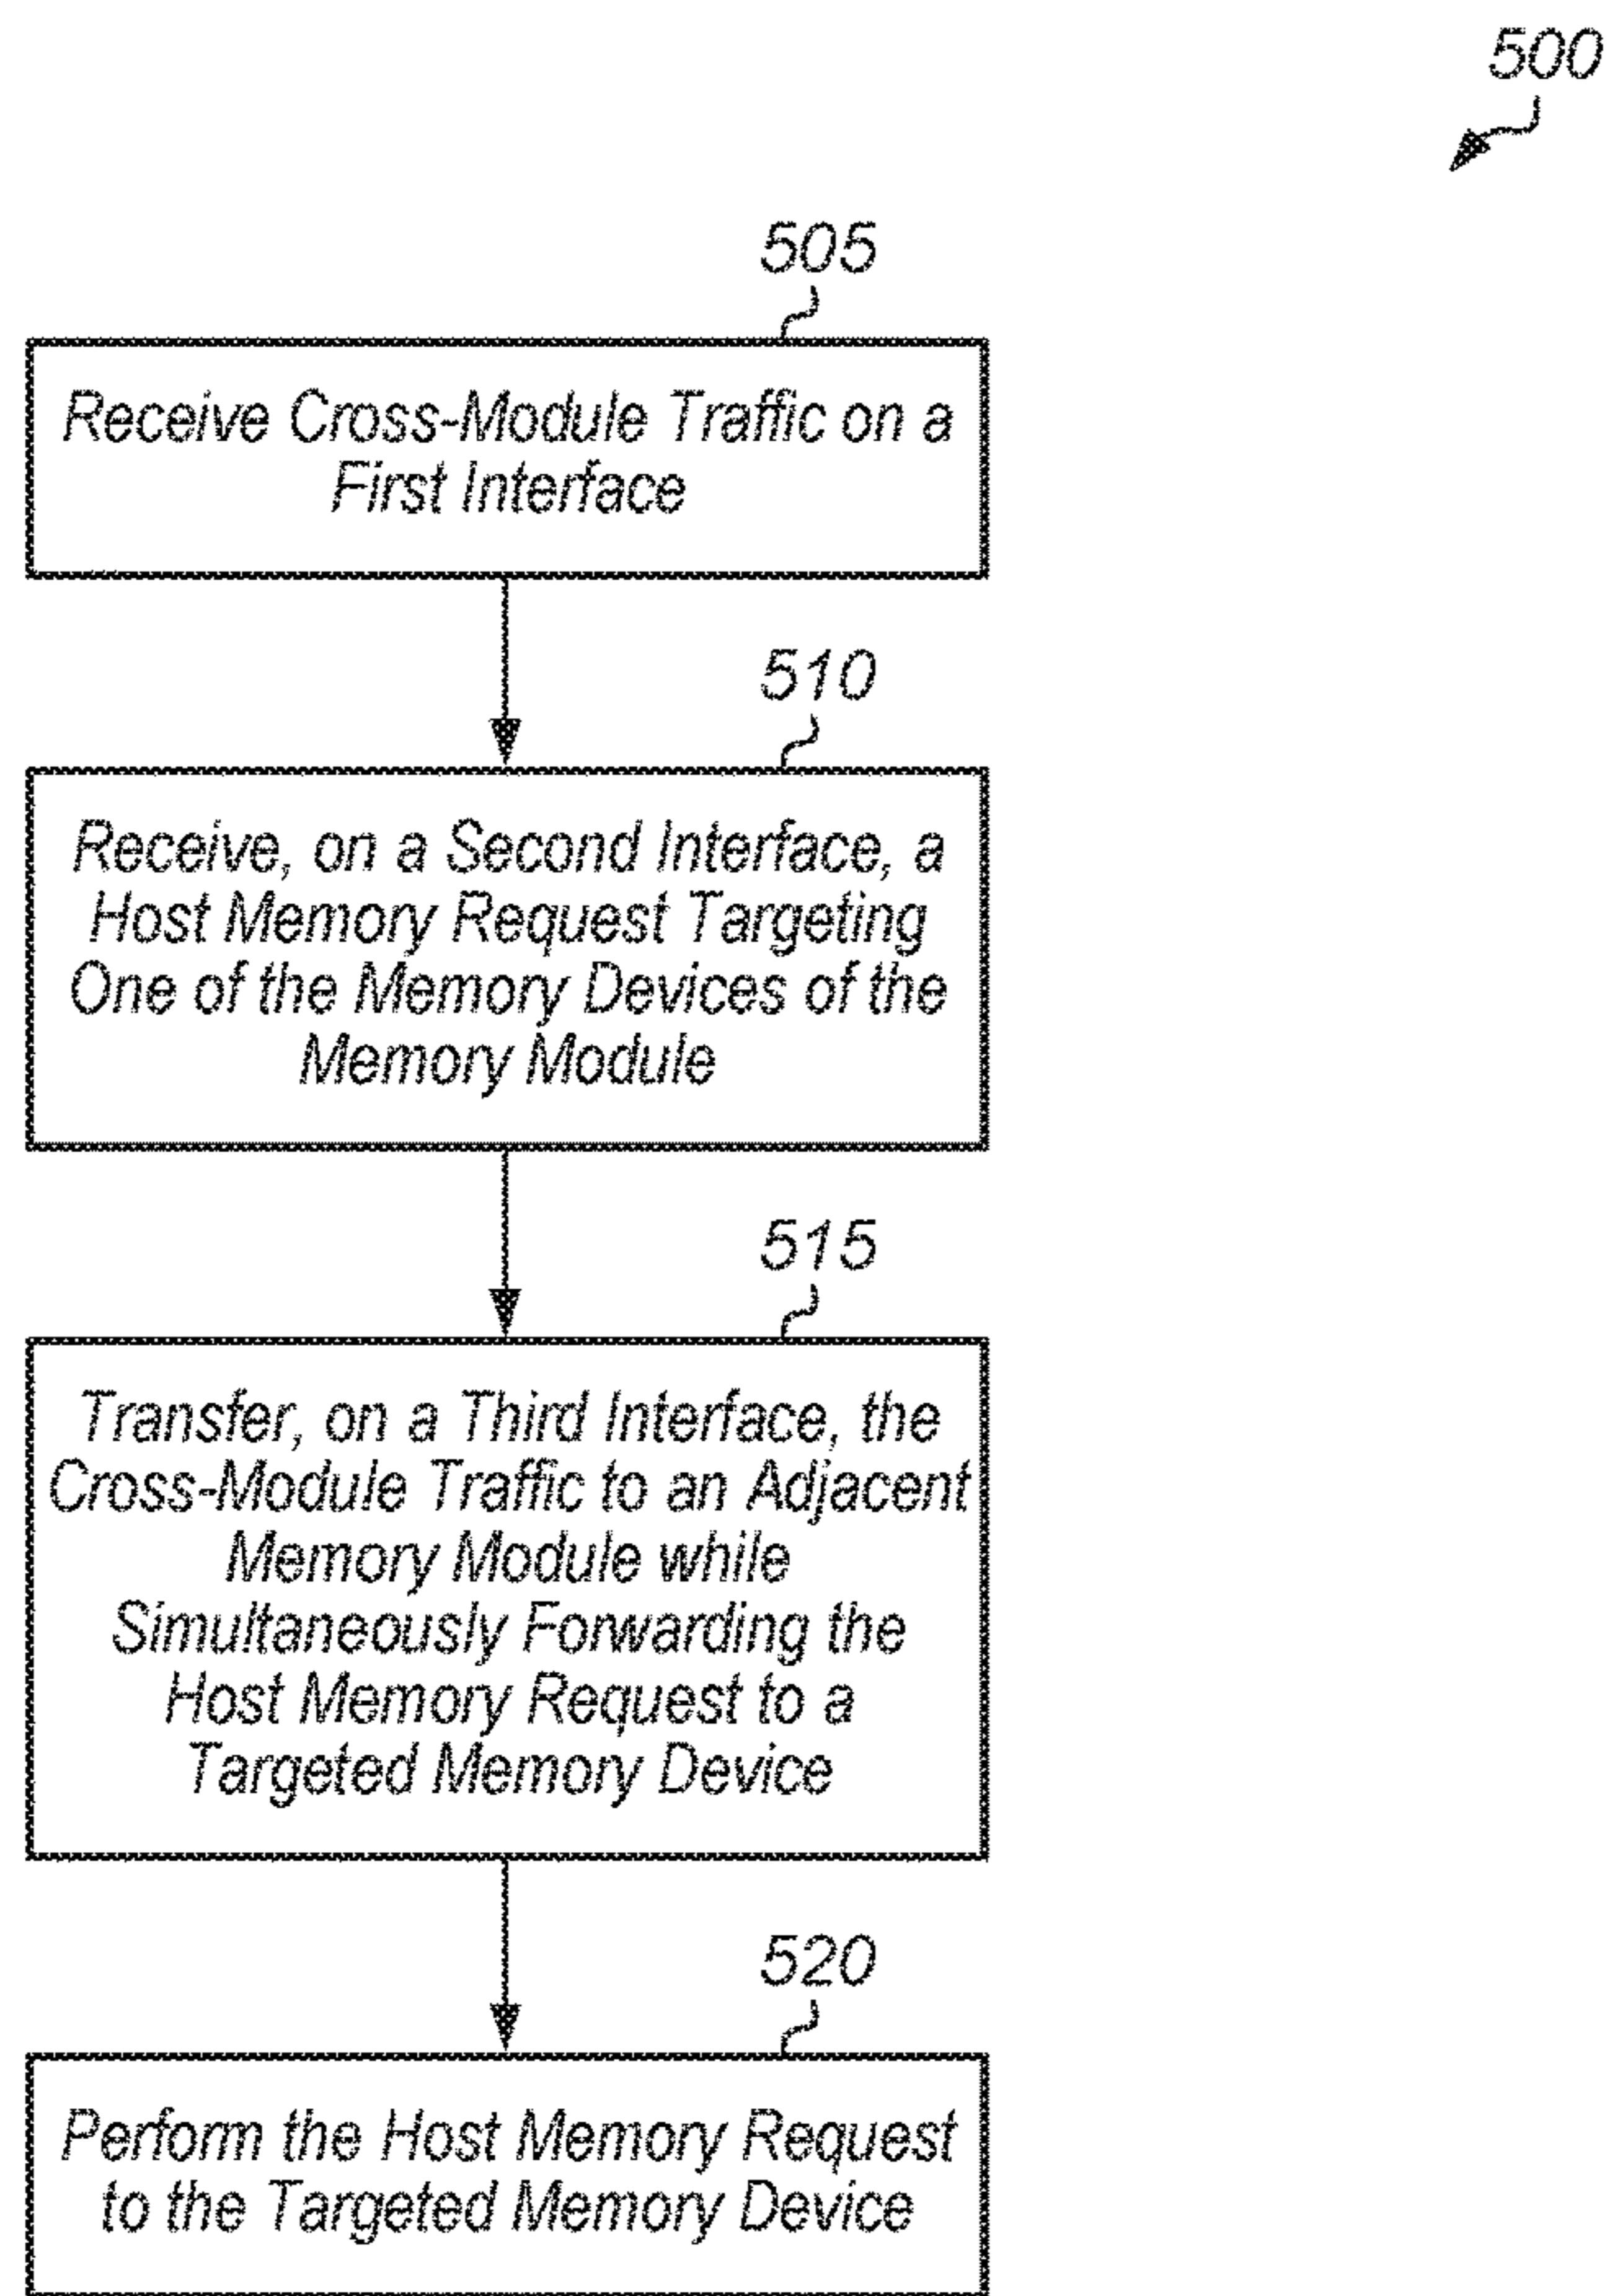 500
505
Receive Cross-Module Traffic on a
First Interface
510
Receive, on a Second Interface, a
Host Memory Request Targeting
One of the Memory Devices of the
Memory Module
515
Transfer, on a Third Interface, the
Cross-Module Traffic to an Adjacent
Memory Module while
Simultaneously Forwarding the
Host Memory Request to a
Targeted Memory Device
520
Perform the Host Memory Request
to the Targeted Memory Device